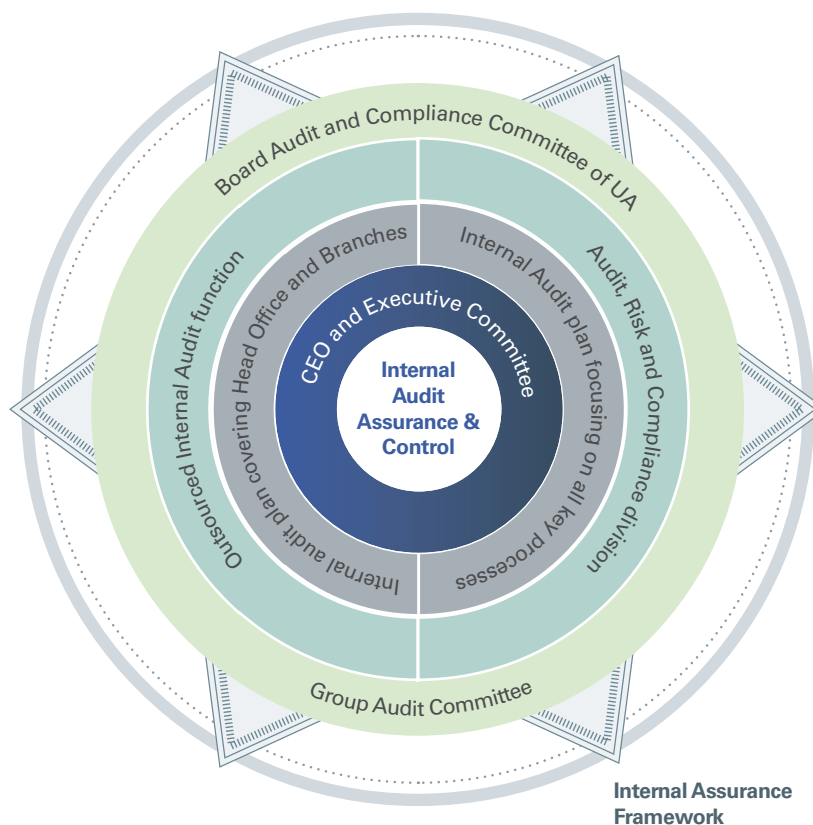 Board Audit and Compliance Committee of UA
Outsourced Internal Audit function
Audit, Risk and Compliance division
Internal audit plan covering Head Office and Branches
Internal Audit plan focusing on all key processes
CEO and Executive Committee
Internal
Audit
Assurance &
Control
Group Audit Committee
Internal Assurance
Framework